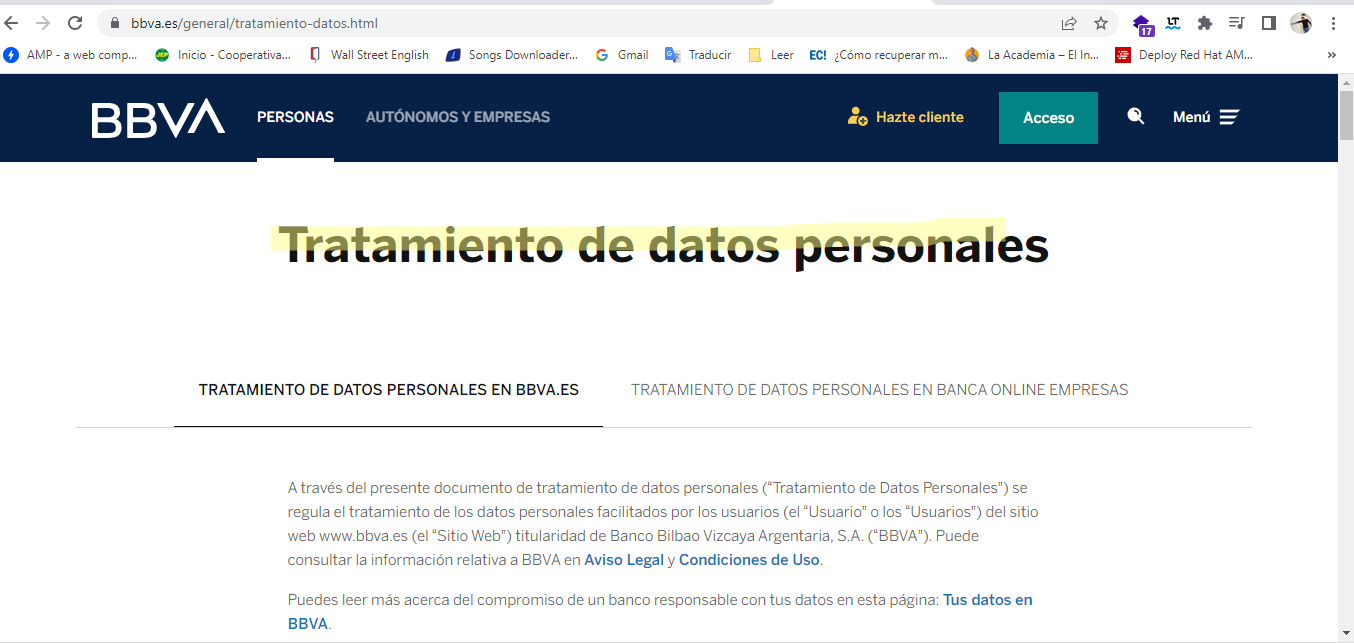 bbva.es/general/tratamiento-datos.html
17
LT
AMP - a web comp...
JEP
Inicio - Cooperativa...
Wall Street English
Songs Downloader...
Gmail
Traducir
Leer
EC!
¿Cómo recuperar m...
La Academia – El In...
Deploy Red Hat AM...
»
BBVA
PERSONAS
AUTÓNOMOS Y EMPRESAS
Hazte cliente
Acceso
Menú
Tratamiento de datos personales
TRATAMIENTO DE DATOS PERSONALES EN BBVA.ES
TRATAMIENTO DE DATOS PERSONALES EN BANCA ONLINE EMPRESAS
A través del presente documento de tratamiento de datos personales (“Tratamiento de Datos Personales”) se
regula el tratamiento de los datos personales facilitados por los usuarios (el “Usuario” o los “Usuarios”) del sitio
web www.bbva.es (el “Sitio Web”) titularidad de Banco Bilbao Vizcaya Argentaria, S.A. (“BBVA”). Puede
consultar la información relativa a BBVA en Aviso Legal y Condiciones de Uso.
Puedes leer más acerca del compromiso de un banco responsable con tus datos en esta página: Tus datos en
BBVA.